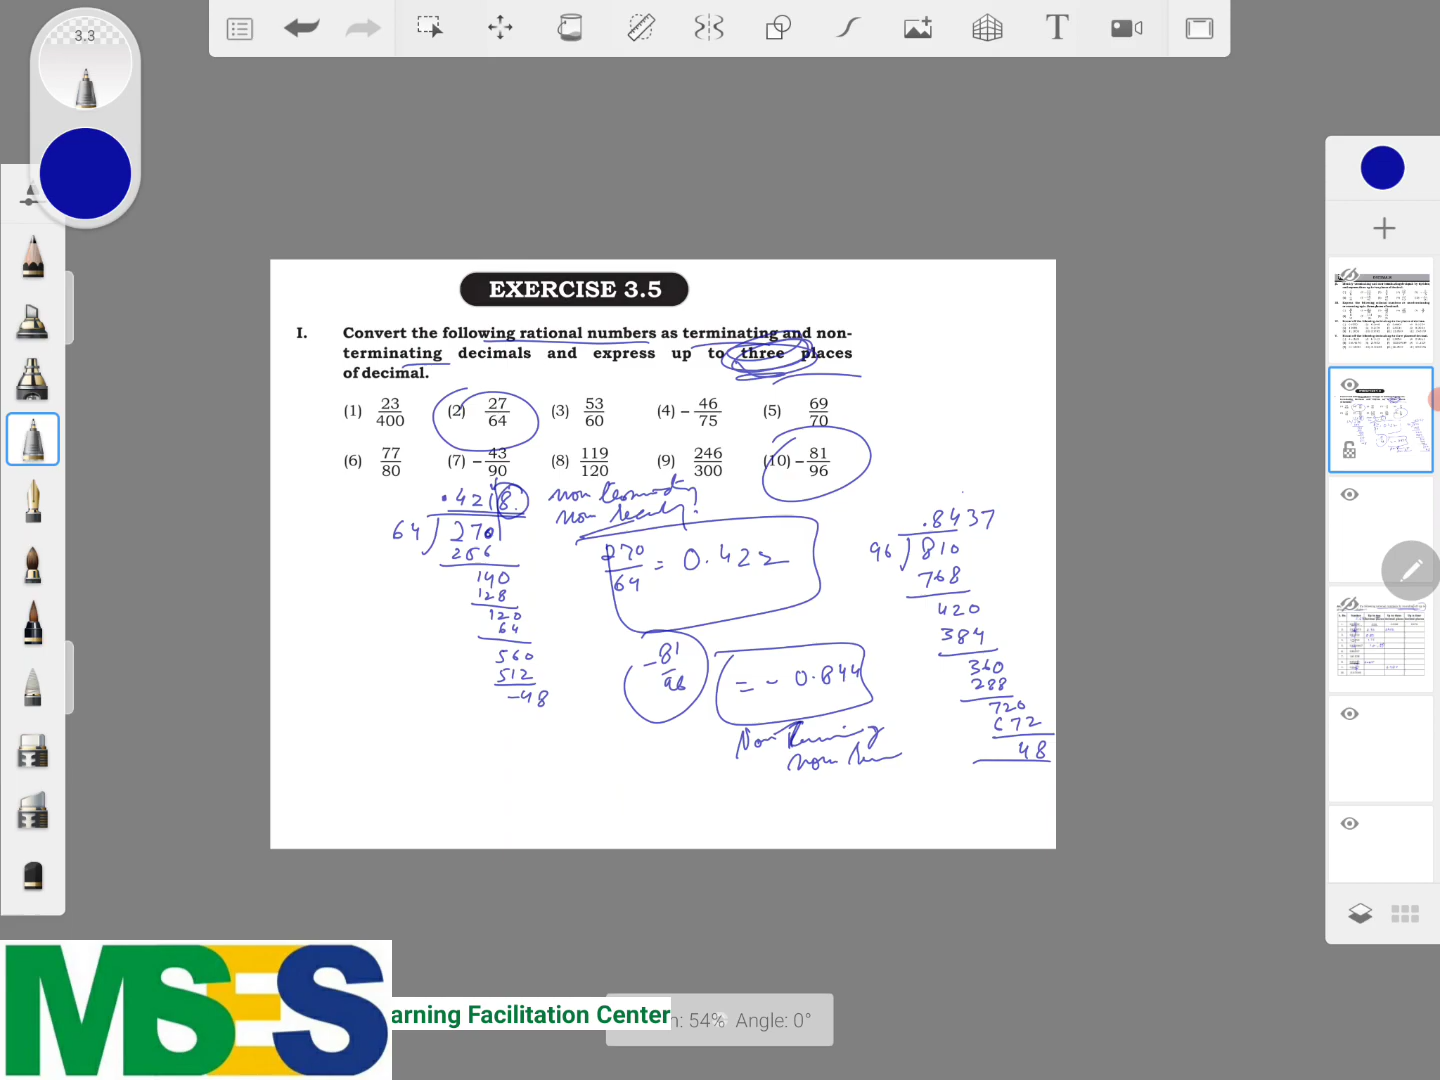 3.3
T
EXERCISE 3.5
I. Convert the following rational numbers as terminating and non-
terminating decimals and express up to three places
of decimal.
(1) 23/400 (2) 27/64 (3) 53/60 (4) - 46/75 (5) 69/70
(6) 77/80 (7) - 43/90 (8) 119/120 (9) 246/300 (10) - 81/96
.4218
64 ) 270
256
140
128
120
64
560
512
-48
non
non
270/64 = 0.422
-81/96
= - 0.844
Non
non
.8437
96 ) 810
768
420
384
360
288
720
672
48
MSES
arning Facilitation Center
n: 54% Angle: 0°